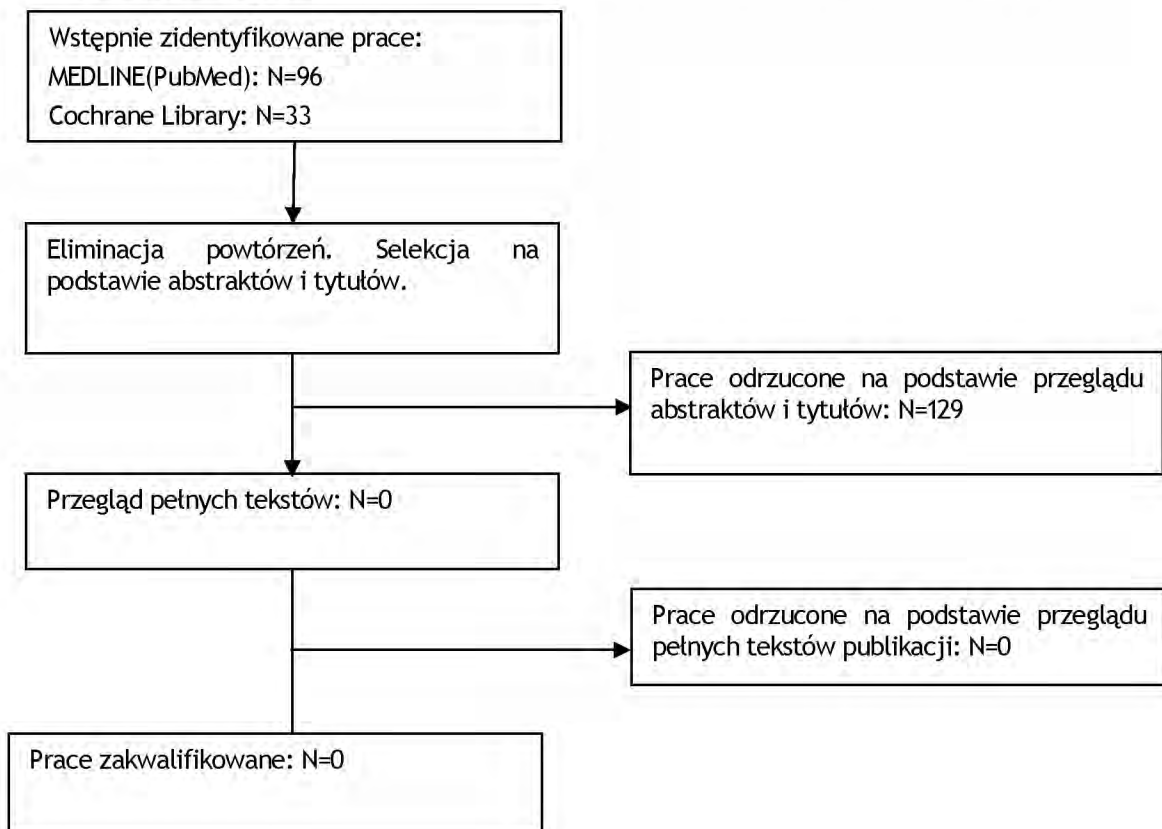 Wstępnie zidentyfikowane prace:
MEDLINE(PubMed): N=96
Cochrane Library: N=33
Eliminacja powtórzeń. Selekcja na
podstawie abstraktów i tytułów.
Prace odrzucone na podstawie przeglądu
abstraktów i tytułów: N=129
Przegląd pełnych tekstów: N=0
Prace odrzucone na podstawie przeglądu
pełnych tekstów publikacji: N=0
Prace zakwalifikowane: N=0